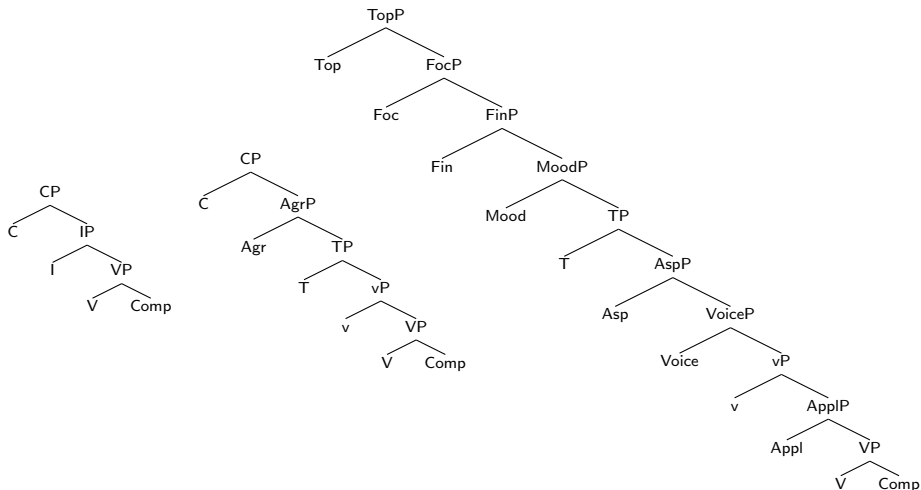 TopP
Top FocP
Foc FinP
Fin MoodP
Mood TP
T AspP
Asp VoiceP
Voice vP
v ApplP
Appl VP
V Comp
CP
C AgrP
Agr TP
T vP
v VP
V Comp
CP
C IP
I VP
V Comp